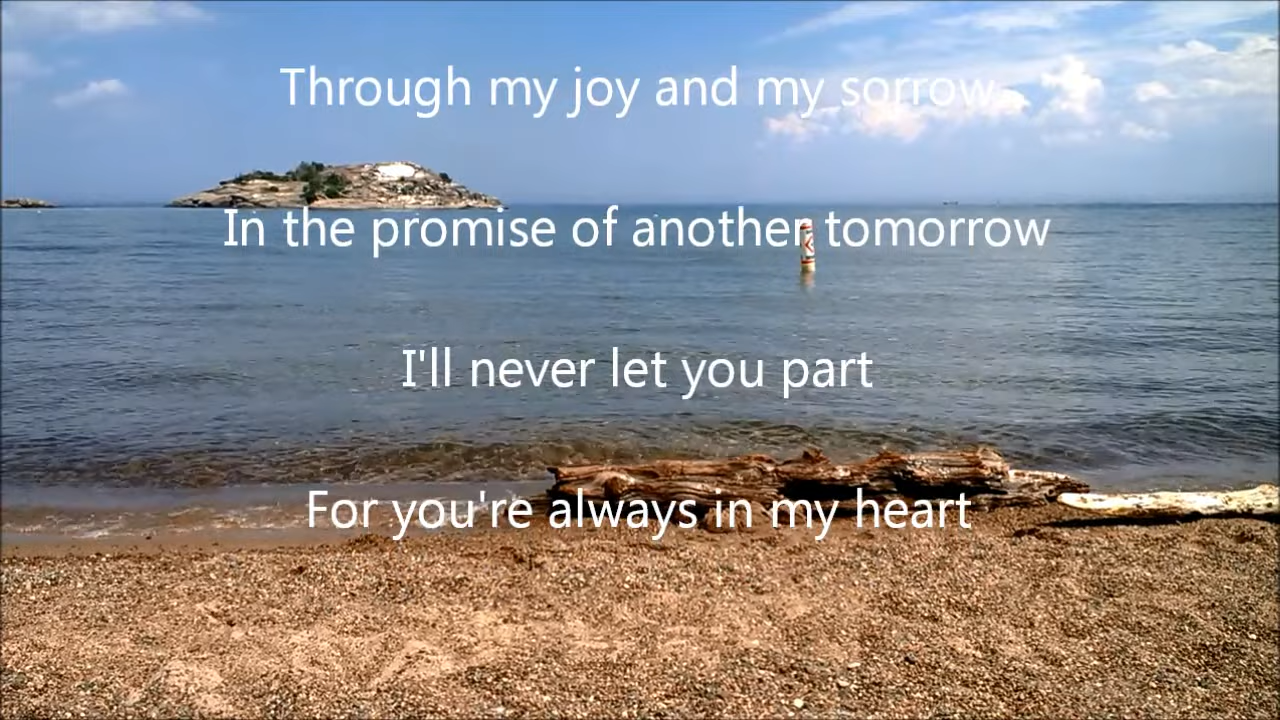 Through my joy and my sorrow
In the promise of another tomorrow
I'll never let you part
For you're always in my heart